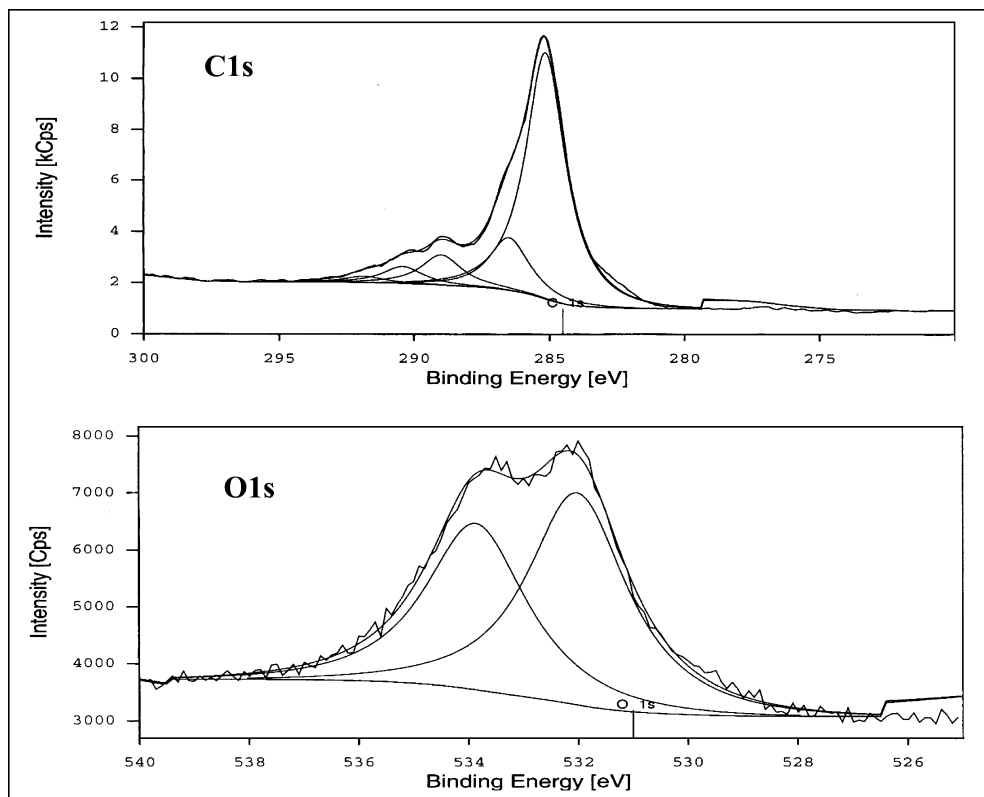 C1s
Intensity [kCps]
12
10
8
6
4
2
0
C 1s
300 295 290 285 280 275
Binding Energy [eV]
O1s
Intensity [Cps]
8000
7000
6000
5000
4000
3000
O 1s
540 538 536 534 532 530 528 526
Binding Energy [eV]